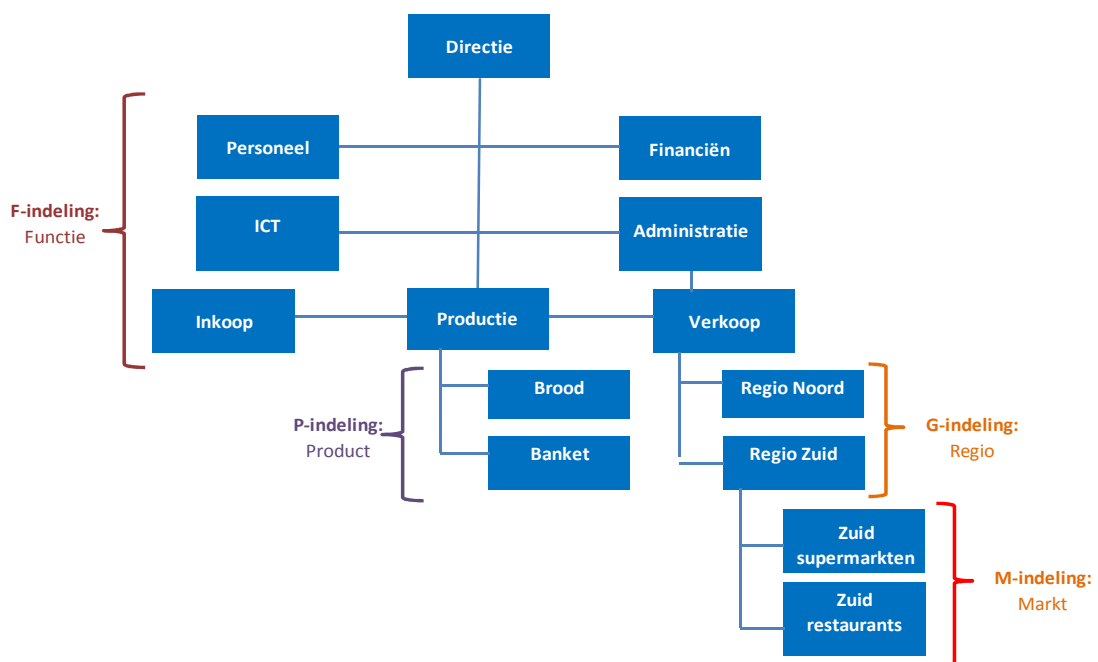 Directie
Personeel
Financiën
F-indeling:
Functie
ICT
Administratie
Inkoop
Productie
Verkoop
P-indeling:
Product
Brood
Banket
Regio Noord
Regio Zuid
G-indeling:
Regio
Zuid
supermarkten
Zuid
restaurants
M-indeling:
Markt